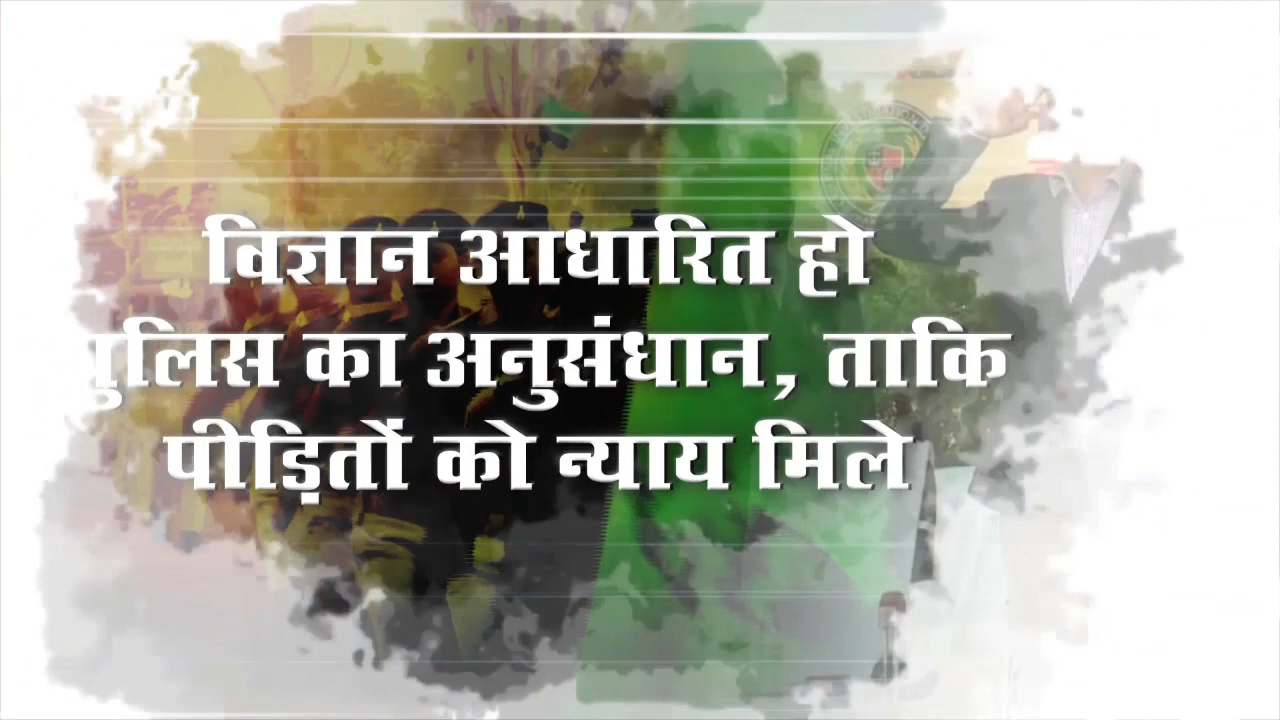 विज्ञान आधारित हो
पुलिस का अनुसंधान, ताकि
पीड़ितों को न्याय मिले